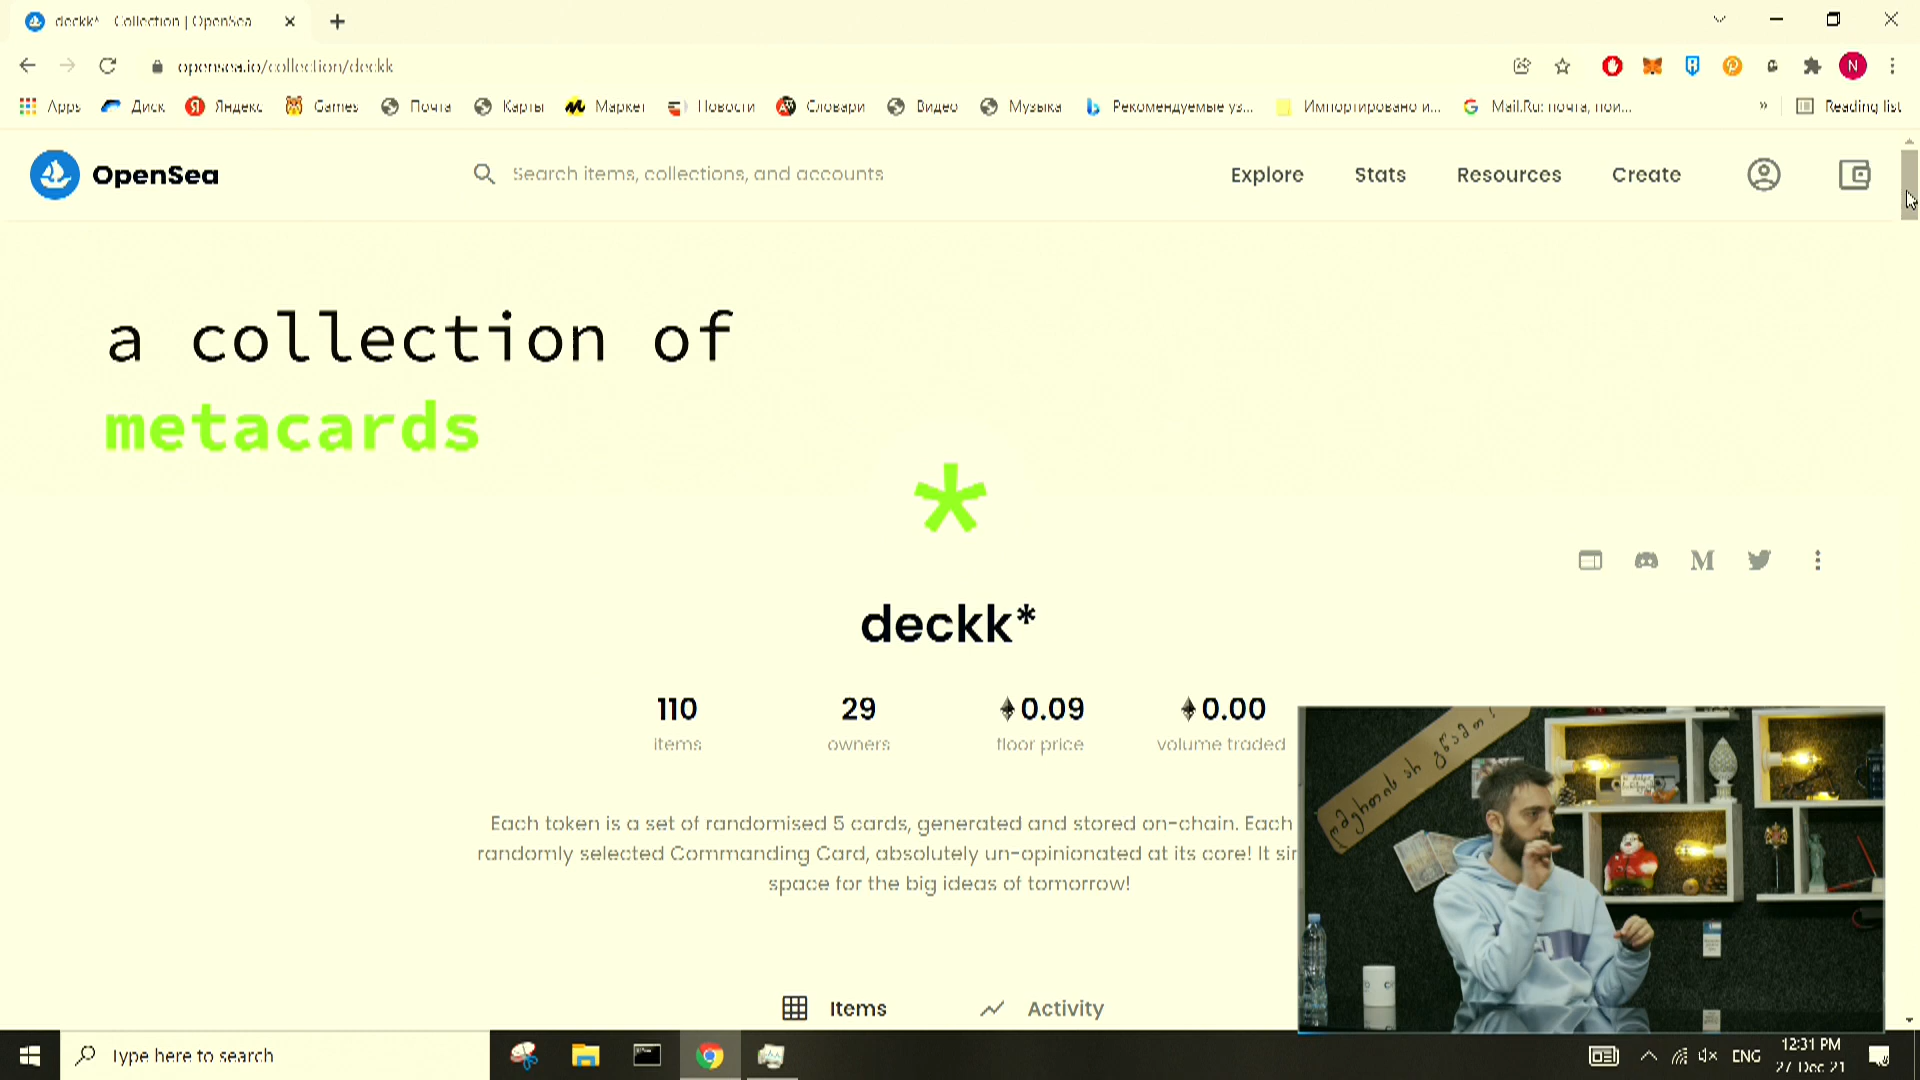 deckk* - Collection | OpenSea
opensea.io/collection/deckk
Apps Диск Яндекс Games Почта Карты Маркет Новости Словари Видео Музыка Рекомендуемые уз... Импортировано и... Mail.Ru: почта, пои... » Reading list
N
OpenSea Search items, collections, and accounts Explore Stats Resources Create
a collection of
metacards
*
deckk*
110 29 0.09 0.00
items owners floor price volume traded
Each token is a set of randomised 5 cards, generated and stored on-chain. Each
randomly selected Commanding Card, absolutely un-opinionated at its core! It sir
space for the big ideas of tomorrow!
ღმერთის არ გწამთ!
Items Activity
Type here to search ENG 12:31 PM
27-Dec-21